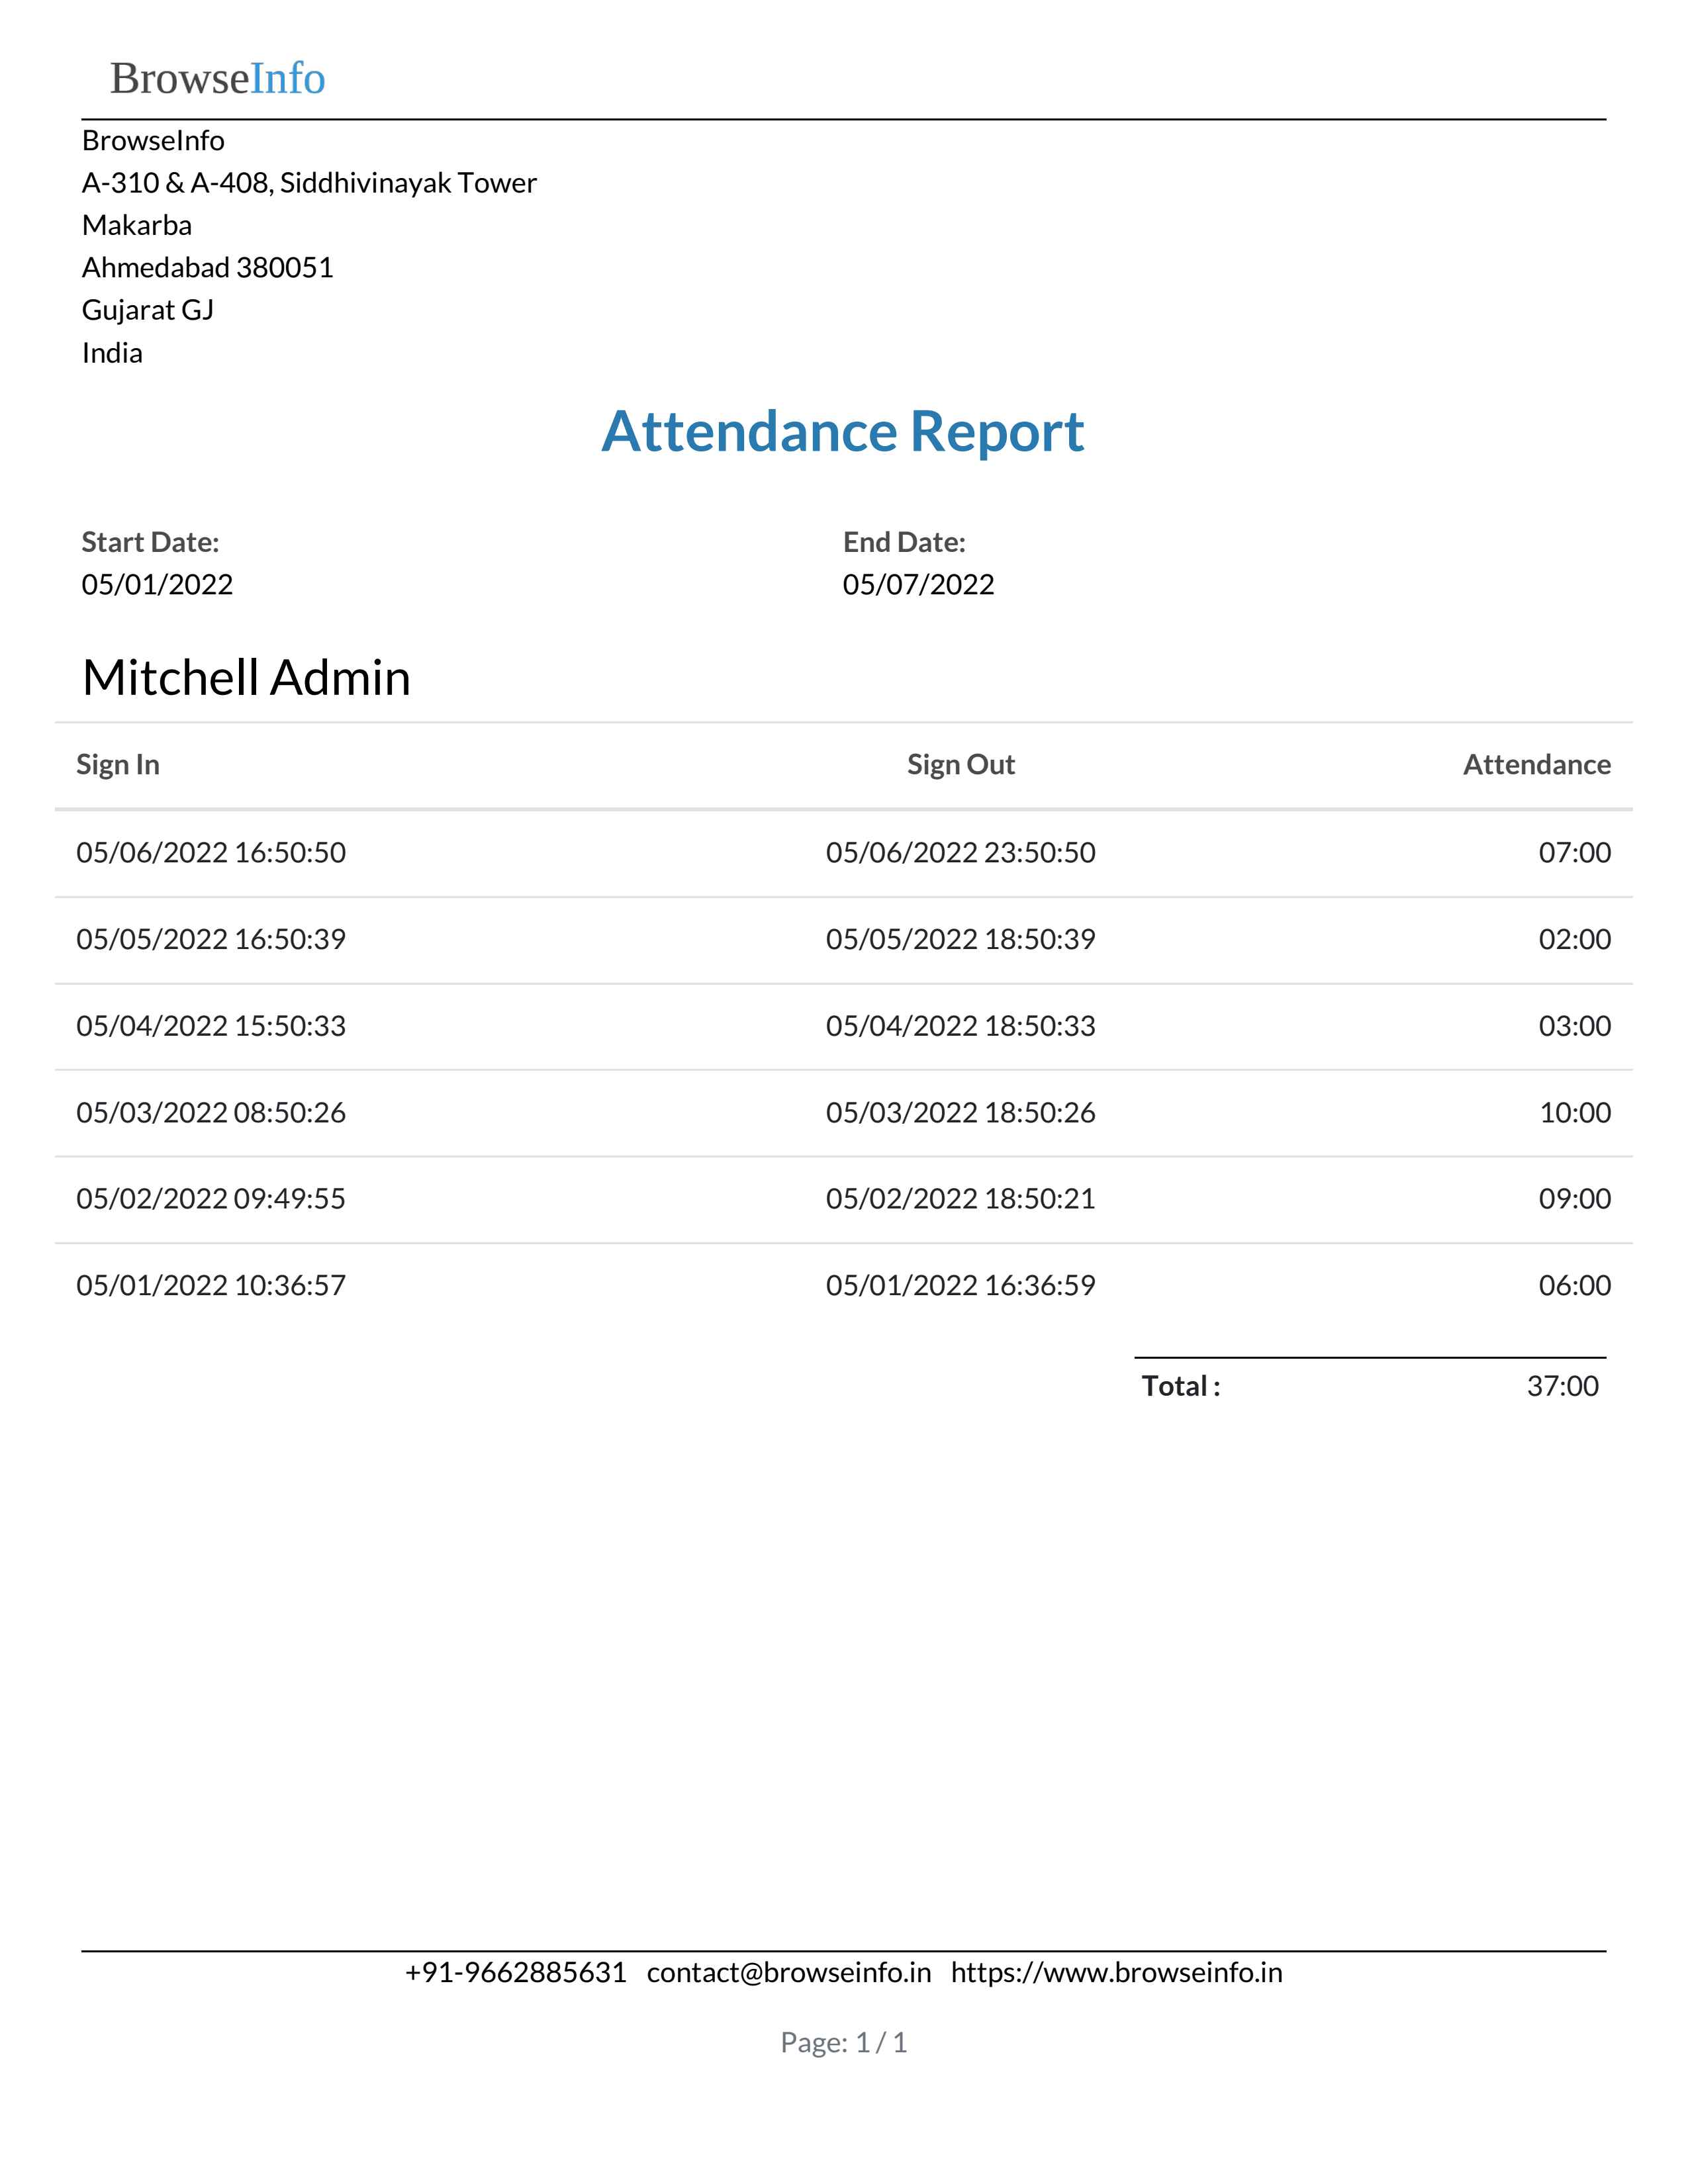 BrowseInfo
BrowseInfo
A-310 & A-408, Siddhivinayak Tower
Makarba
Ahmedabad 380051
Gujarat GJ
India
Attendance Report
Start Date: End Date:
05/01/2022 05/07/2022
Mitchell Admin
Sign In Sign Out Attendance
05/06/2022 16:50:50 05/06/2022 23:50:50 07:00
05/05/2022 16:50:39 05/05/2022 18:50:39 02:00
05/04/2022 15:50:33 05/04/2022 18:50:33 03:00
05/03/2022 08:50:26 05/03/2022 18:50:26 10:00
05/02/2022 09:49:55 05/02/2022 18:50:21 09:00
05/01/2022 10:36:57 05/01/2022 16:36:59 06:00
Total : 37:00
+91-9662885631 contact@browseinfo.in https://www.browseinfo.in
Page: 1 / 1